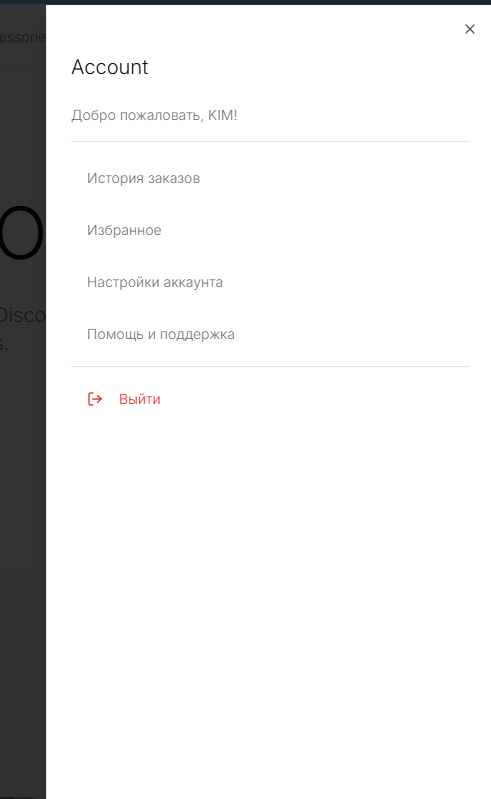 essorie
Account
Добро пожаловать, KIM!
История заказов
Избранное
O
Настройки аккаунта
Disco
Помощь и поддержка
s.
Выйти